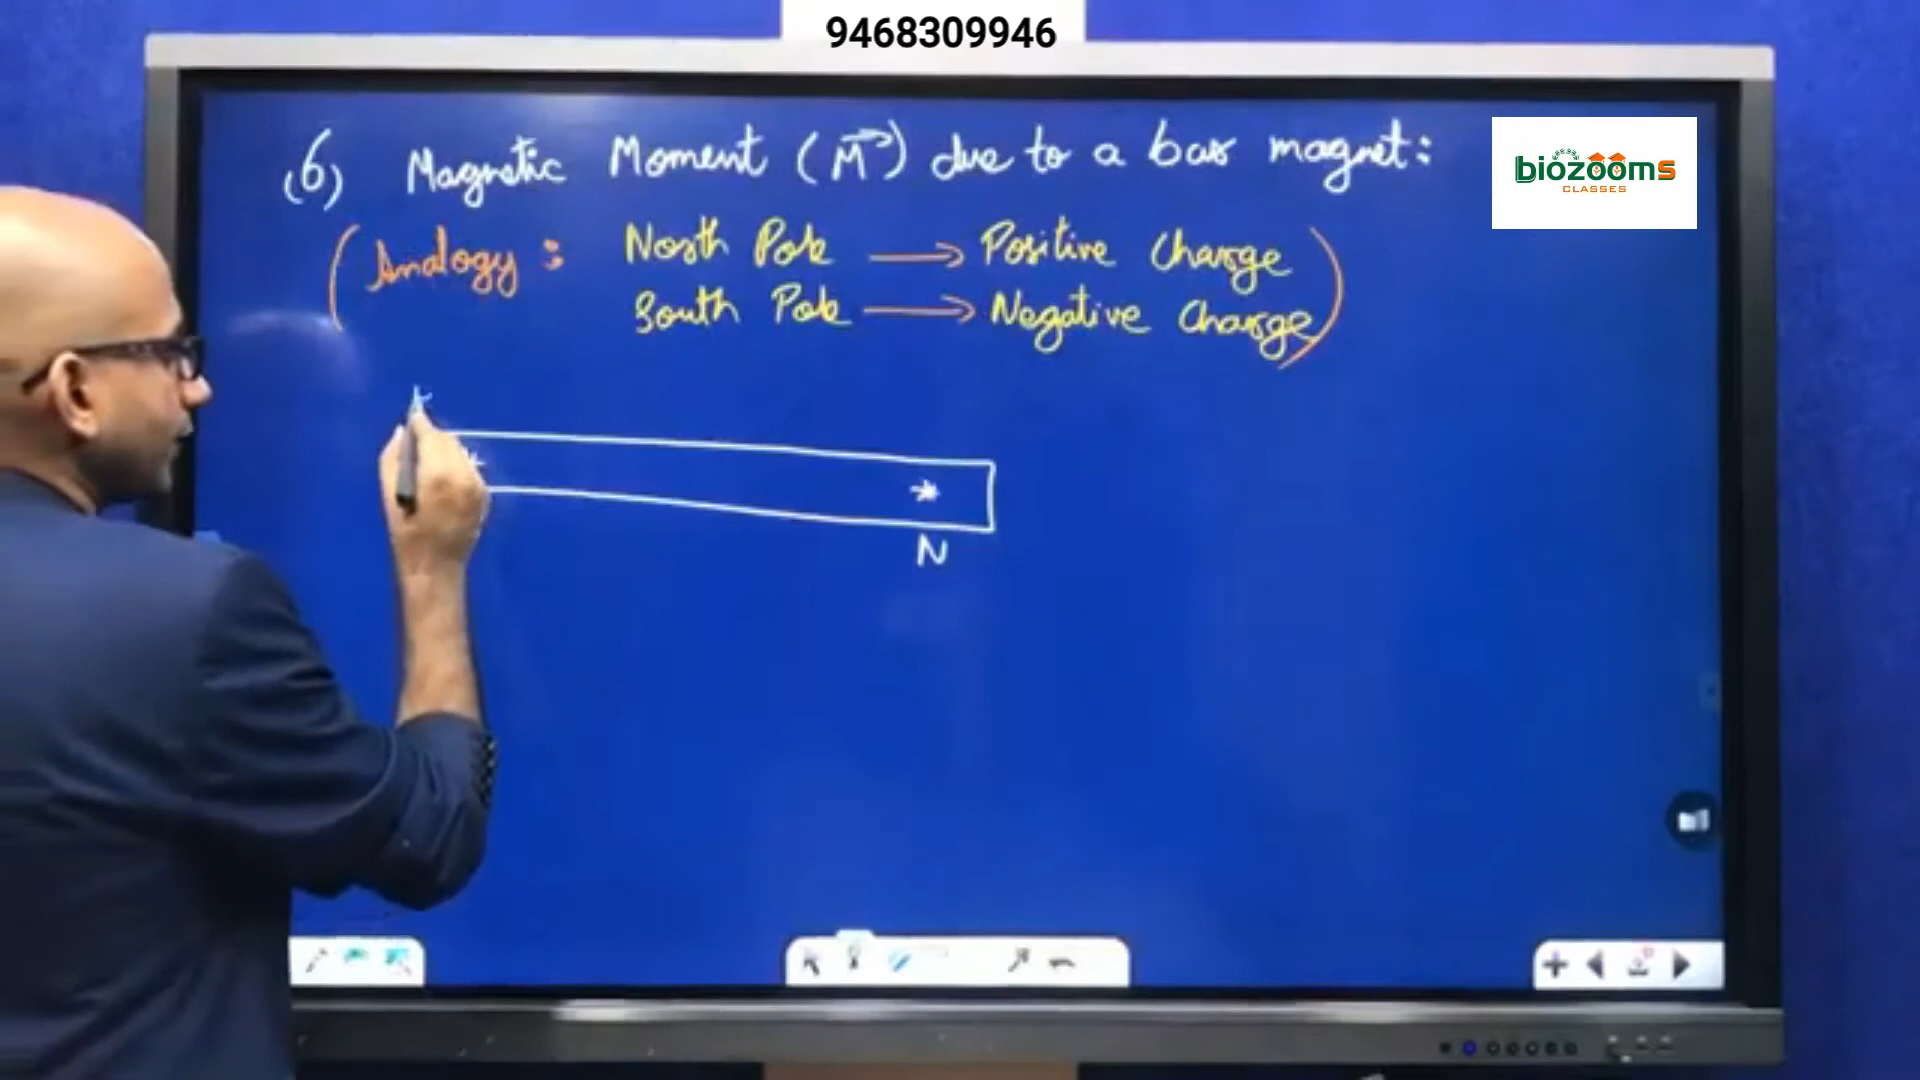 9468309946
(6) Magnetic Moment (M→) due to a bar magnet:
biozooms
CLASSES
(Analogy : North Pole → Positive Charge
South Pole → Negative Charge)
N